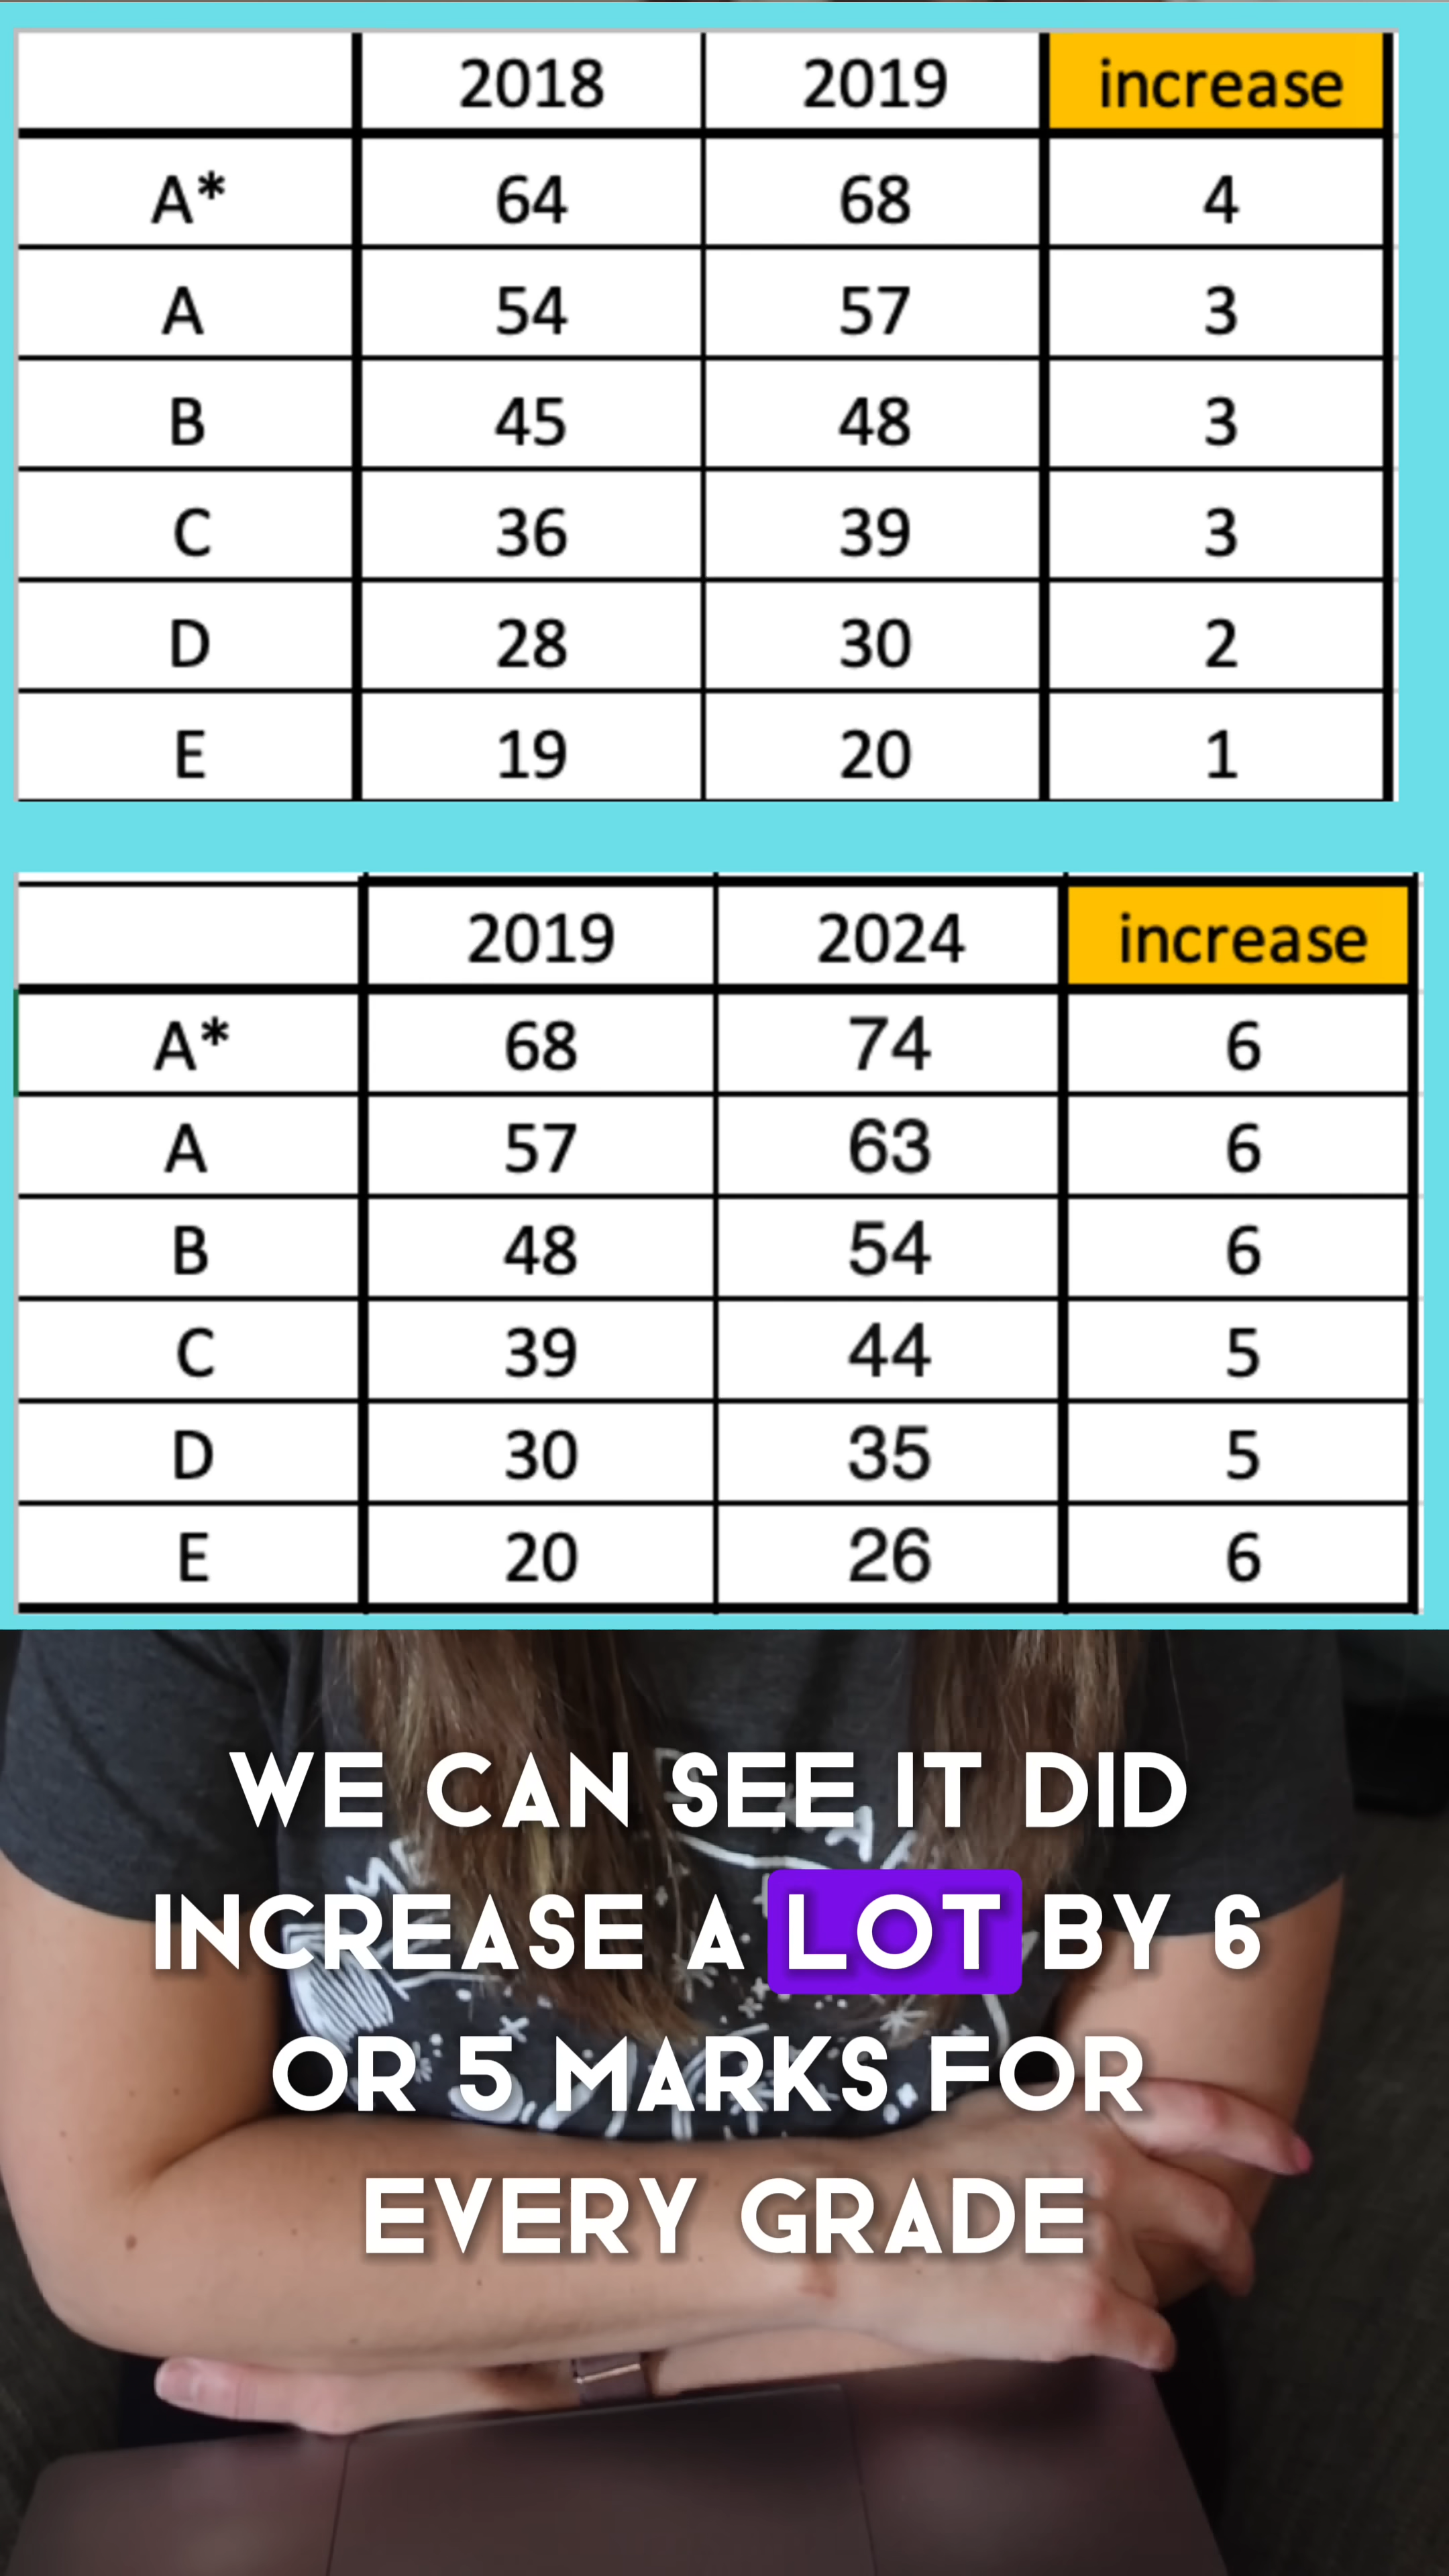 2018 2019 increase
A* 64 68 4
A 54 57 3
B 45 48 3
C 36 39 3
D 28 30 2
E 19 20 1
2019 2024 increase
A* 68 74 6
A 57 63 6
B 48 54 6
C 39 44 5
D 30 35 5
E 20 26 6
WE CAN SEE IT DID
INCREASE A LOT BY 6
OR 5 MARKS FOR
EVERY GRADE